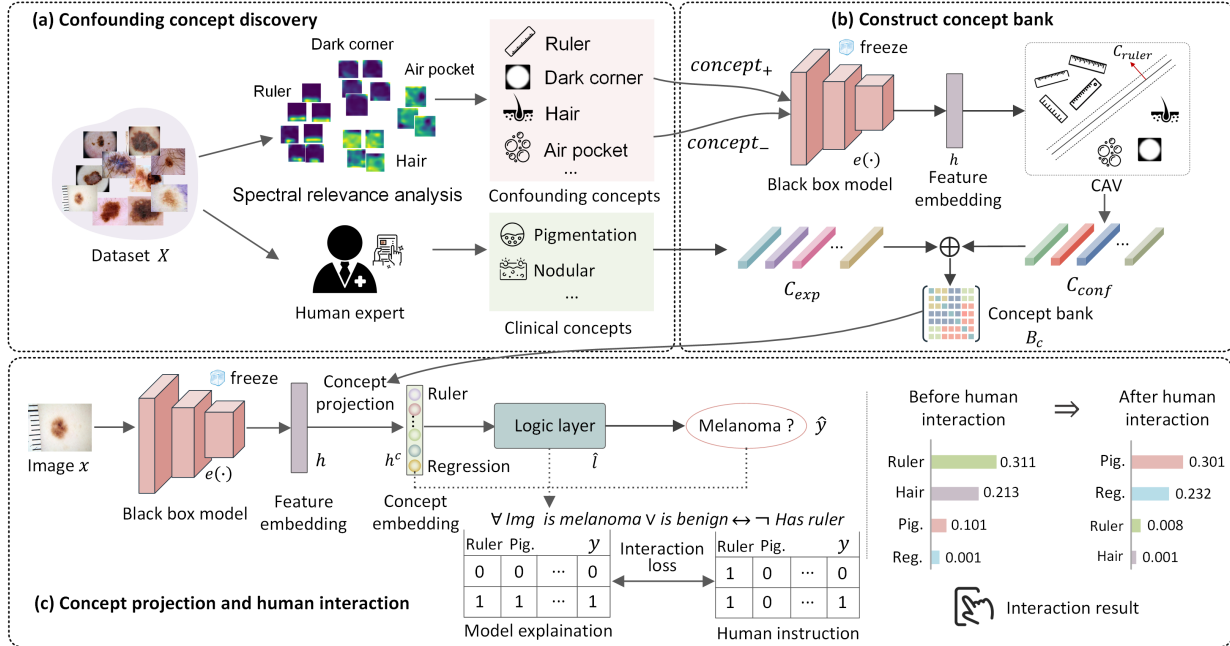 (a) Confounding concept discovery
Dark corner
Air pocket
Ruler
Hair
Spectral relevance analysis
Dataset X
Human expert
Ruler
Dark corner
Hair
Air pocket
...
Confounding concepts
Pigmentation
Nodular
...
Clinical concepts
(b) Construct concept bank
concept₊
concept₋
freeze
e(·)
Black box model
h
Feature
embedding
C_ruler
CAV
...
C_exp
...
C_conf
Concept bank
B_c
freeze
Image x
e(·)
Black box model
h
Feature
embedding
Concept
projection
Ruler
h^c
Regression
Concept
embedding
Logic layer
l̂
Melanoma ?
ŷ
∀ Img is melanoma ∨ is benign ↔ ¬ Has ruler
Ruler Pig. y
0 0 ... 0
1 1 ... 1
Model explaination
Interaction
loss
Ruler Pig. y
1 0 ... 0
1 0 ... 1
Human instruction
(c) Concept projection and human interaction
Before human
interaction
⇒
After human
interaction
Ruler 0.311
Hair 0.213
Pig. 0.101
Reg. 0.001
Pig. 0.301
Reg. 0.232
Ruler 0.008
Hair 0.001
Interaction result